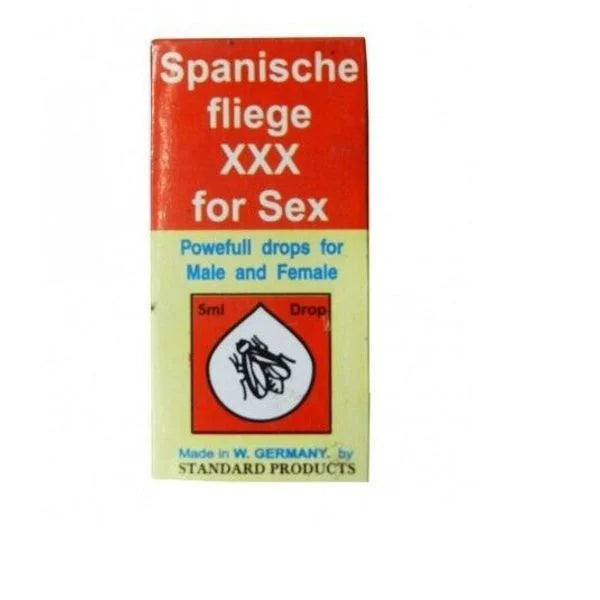 Spanische
fliege
XXX
for Sex
Powefull drops for
Male and Female
5ml Drop
Made in W. GERMANY. by
STANDARD PRODUCTS